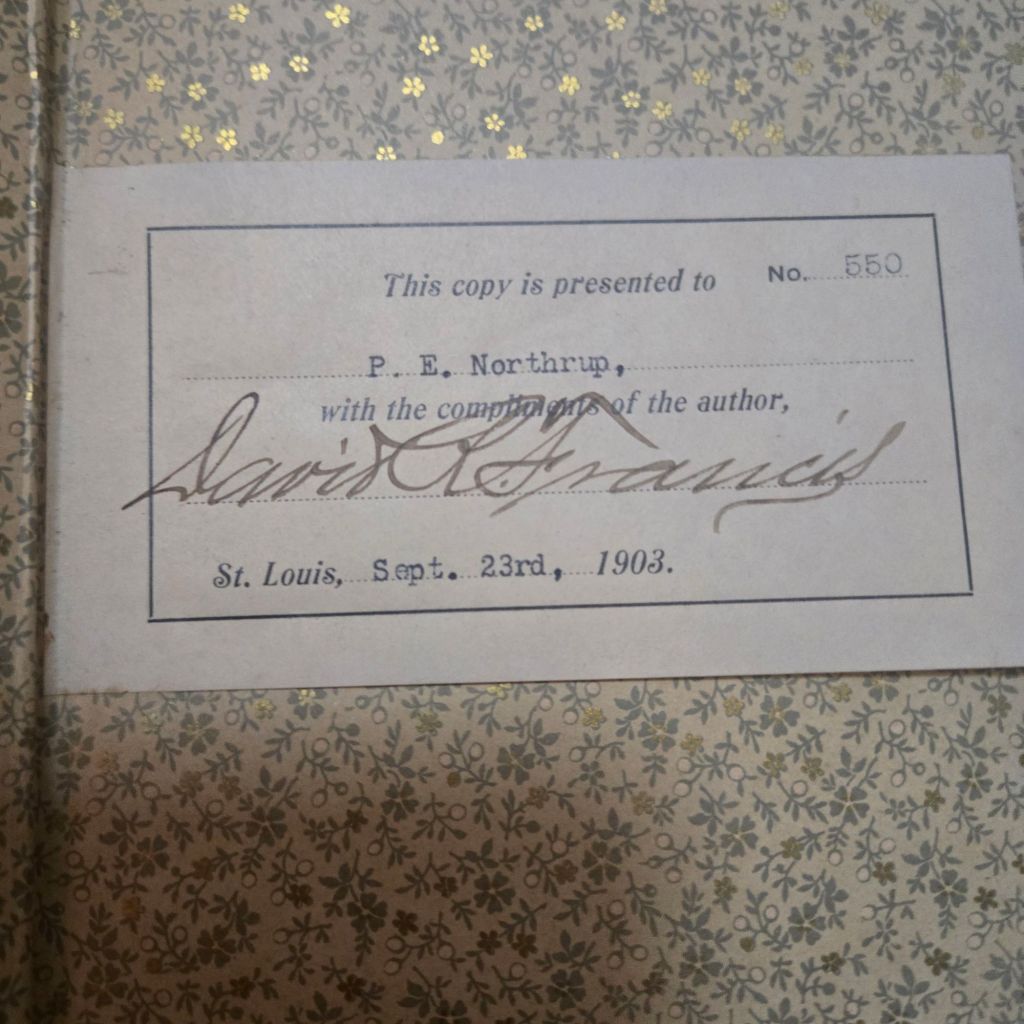 This copy is presented to No. 550
P. E. Northrup,
with the compliments of the author,
David R. Francis
St. Louis, Sept. 23rd, 1903.